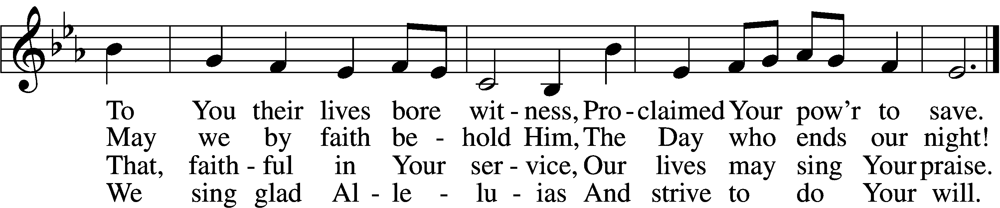 To You their lives bore wit - ness, Pro - claimed Your pow’r to save.
May we by faith be - hold Him, The Day who ends our night!
That, faith - ful in Your ser - vice, Our lives may sing Your praise.
We sing glad Al - le - lu - ias And strive to do Your will.